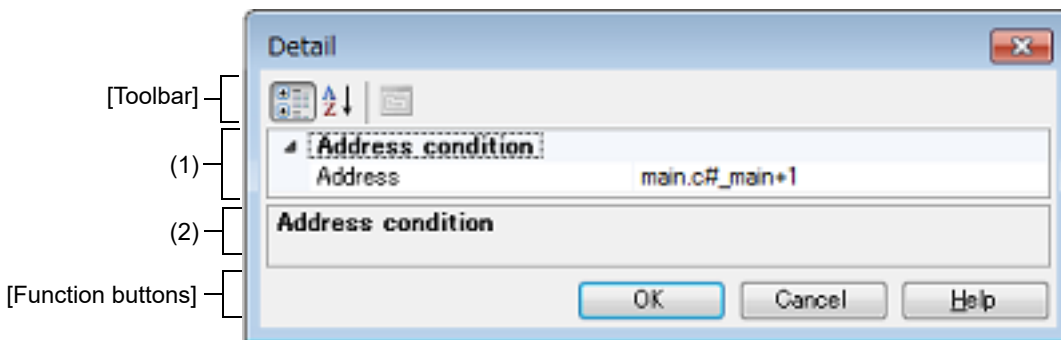 Detail
[Toolbar]
(1)
Address condition
Address main.c#_main+1
(2)
Address condition
[Function buttons]
OK Cancel Help